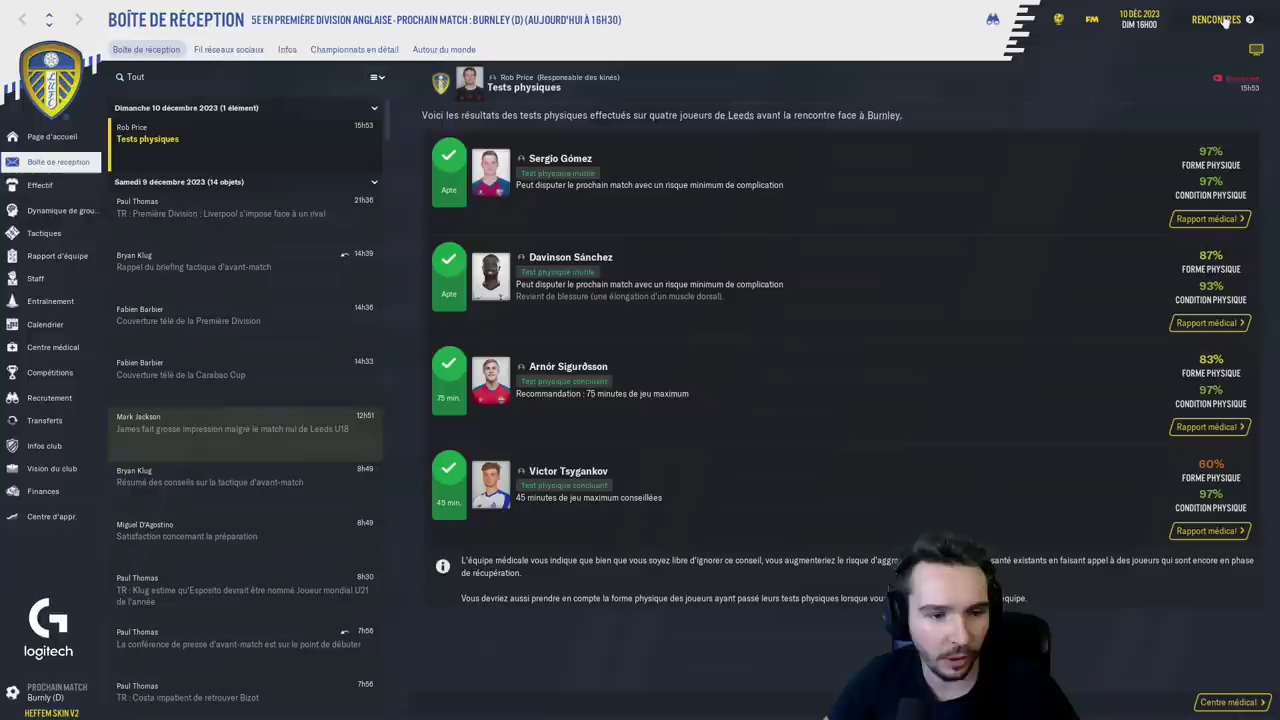 BOÎTE DE RÉCEPTION
5E EN PREMIÈRE DIVISION ANGLAISE - PROCHAIN MATCH : BURNLEY (D) (AUJOURD'HUI À 16H30)
FM
10 DÉC 2023
DIM 16H00
RENCONTRES
Boîte de réception
Fil réseaux sociaux
Infos
Championnats en détail
Autour du monde
Page d'accueil
Boîte de réception
Effectif
Dynamique de grou...
Tactiques
Rapport d'équipe
Staff
Entraînement
Calendrier
Centre médical
Compétitions
Recrutement
Transferts
Infos club
Vision du club
Finances
Centre d'appr.
logitech
PROCHAIN MATCH
Burnly (D)
HEFFEM SKIN V2
Tout
Dimanche 10 décembre 2023 (1 élément)
Rob Price 15h53
Tests physiques
Samedi 9 décembre 2023 (14 objets)
Paul Thomas 21h36
TR : Première Division : Liverpool s'impose face à un rival
Bryan Klug 14h39
Rappel du briefing tactique d'avant-match
Fabien Barbier 14h36
Couverture télé de la Première Division
Fabien Barbier 14h33
Couverture télé de la Carabao Cup
Mark Jackson 12h51
James fait grosse impression malgré le match nul de Leeds U18
Bryan Klug 8h49
Résumé des conseils sur la tactique d'avant-match
Miguel D'Agostino 8h49
Satisfaction concernant la préparation
Paul Thomas 8h30
TR : Klug estime qu'Esposito devrait être nommé Joueur mondial U21
de l'année
Paul Thomas 7h56
La conférence de presse d'avant-match est sur le point de débuter
Paul Thomas 7h56
TR : Costa impatient de retrouver Bizot
Rob Price (Responsable des kinés)
Tests physiques
15h53
Voici les résultats des tests physiques effectués sur quatre joueurs de Leeds avant la rencontre face à Burnley.
Apte
Sergio Gómez
Test physique inutile
Peut disputer le prochain match avec un risque minimum de complication
97%
FORME PHYSIQUE
97%
CONDITION PHYSIQUE
Rapport médical
Apte
Davinson Sánchez
Test physique inutile
Peut disputer le prochain match avec un risque minimum de complication
Revient de blessure (une élongation d'un muscle dorsal).
87%
FORME PHYSIQUE
93%
CONDITION PHYSIQUE
Rapport médical
75 min.
Arnór Sigurðsson
Test physique concluant
Recommandation : 75 minutes de jeu maximum
83%
FORME PHYSIQUE
97%
CONDITION PHYSIQUE
Rapport médical
45 min.
Victor Tsygankov
Test physique concluant
45 minutes de jeu maximum conseillées
60%
FORME PHYSIQUE
97%
CONDITION PHYSIQUE
Rapport médical
L'équipe médicale vous indique que bien que vous soyez libre d'ignorer ce conseil, vous augmenteriez le risque santé existants en faisant appel à des joueurs qui sont encore en phase
de récupération.
Vous devriez aussi prendre en compte la forme physique des joueurs ayant passé leurs tests physiques lorsque
Centre médical